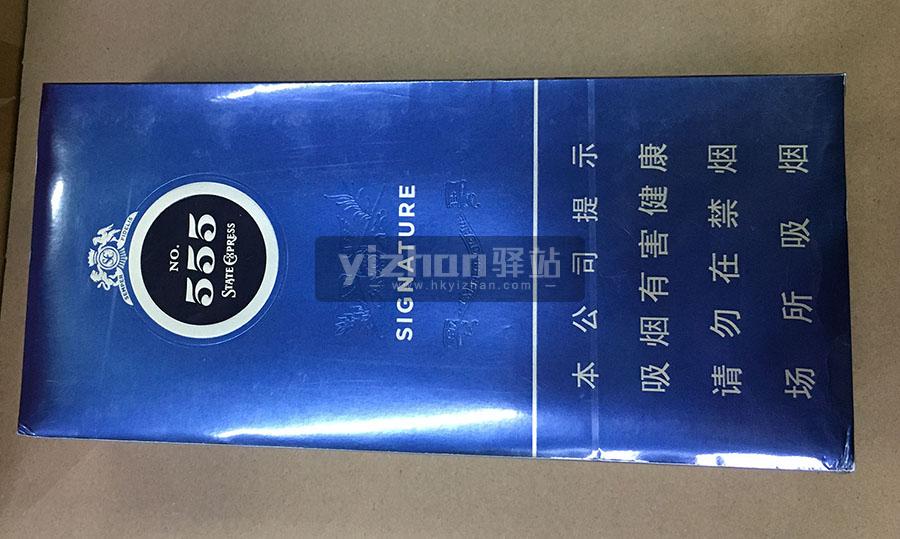 NO.
555
STATE EXPRESS
SIGNATURE
本公司提示
吸烟有害健康
请勿在禁烟
场所吸烟
yizhan驿站
www.hkyizhan.com